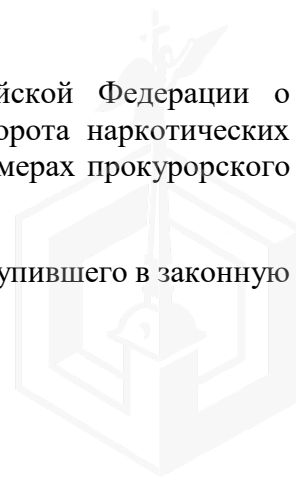 йской Федерации о
орота наркотических
мерах прокурорского
упившего в законную